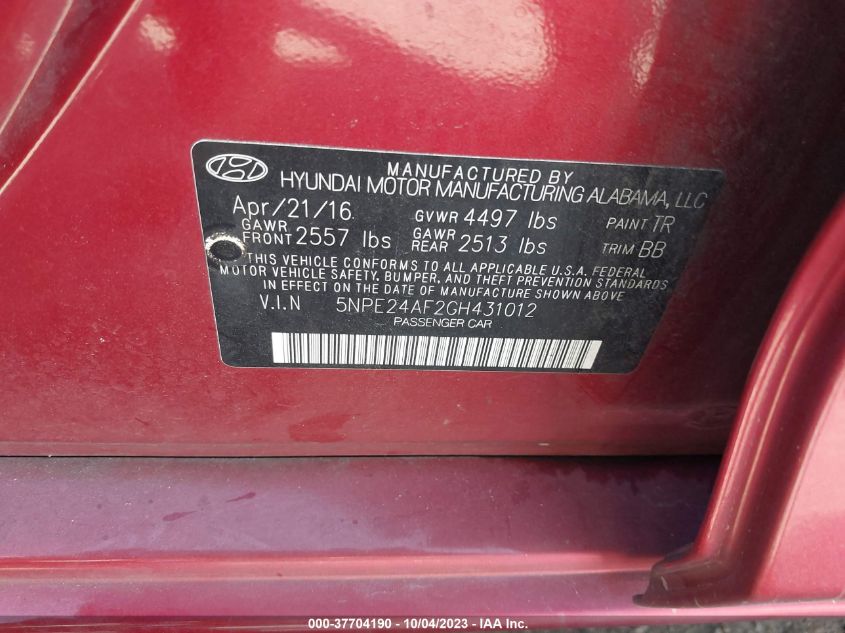 MANUFACTURED BY
HYUNDAI MOTOR MANUFACTURING ALABAMA, LLC
Apr/21/16 GVWR 4497 lbs PAINT TR
GAWR FRONT 2557 lbs GAWR REAR 2513 lbs TRIM BB
THIS VEHICLE CONFORMS TO ALL APPLICABLE U.S.A. FEDERAL
MOTOR VEHICLE SAFETY, BUMPER, AND THEFT PREVENTION STANDARDS
IN EFFECT ON THE DATE OF MANUFACTURE SHOWN ABOVE
V.I.N 5NPE24AF2GH431012
PASSENGER CAR
000-37704190 - 10/04/2023 - IAA Inc.